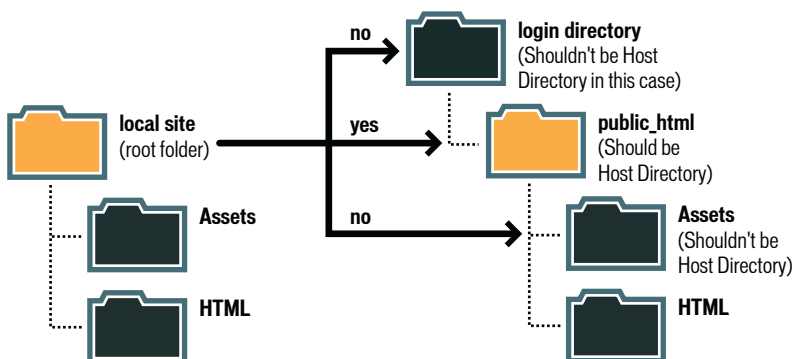 no
login directory
(Shouldn't be Host
Directory in this case)
local site
(root folder)
yes
public_html
(Should be
Host Directory)
Assets
no
Assets
(Shouldn't be
Host Directory)
HTML
HTML